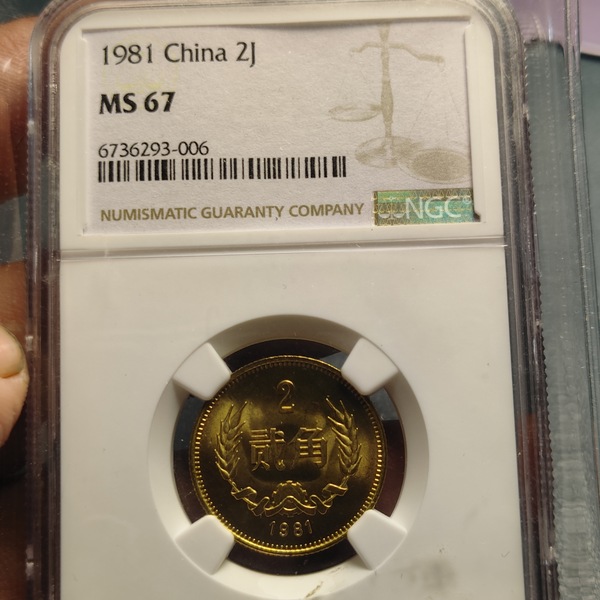 1981 China 2J
MS 67
6736293-006
NUMISMATIC GUARANTY COMPANY
NGC
2
贰角
1981